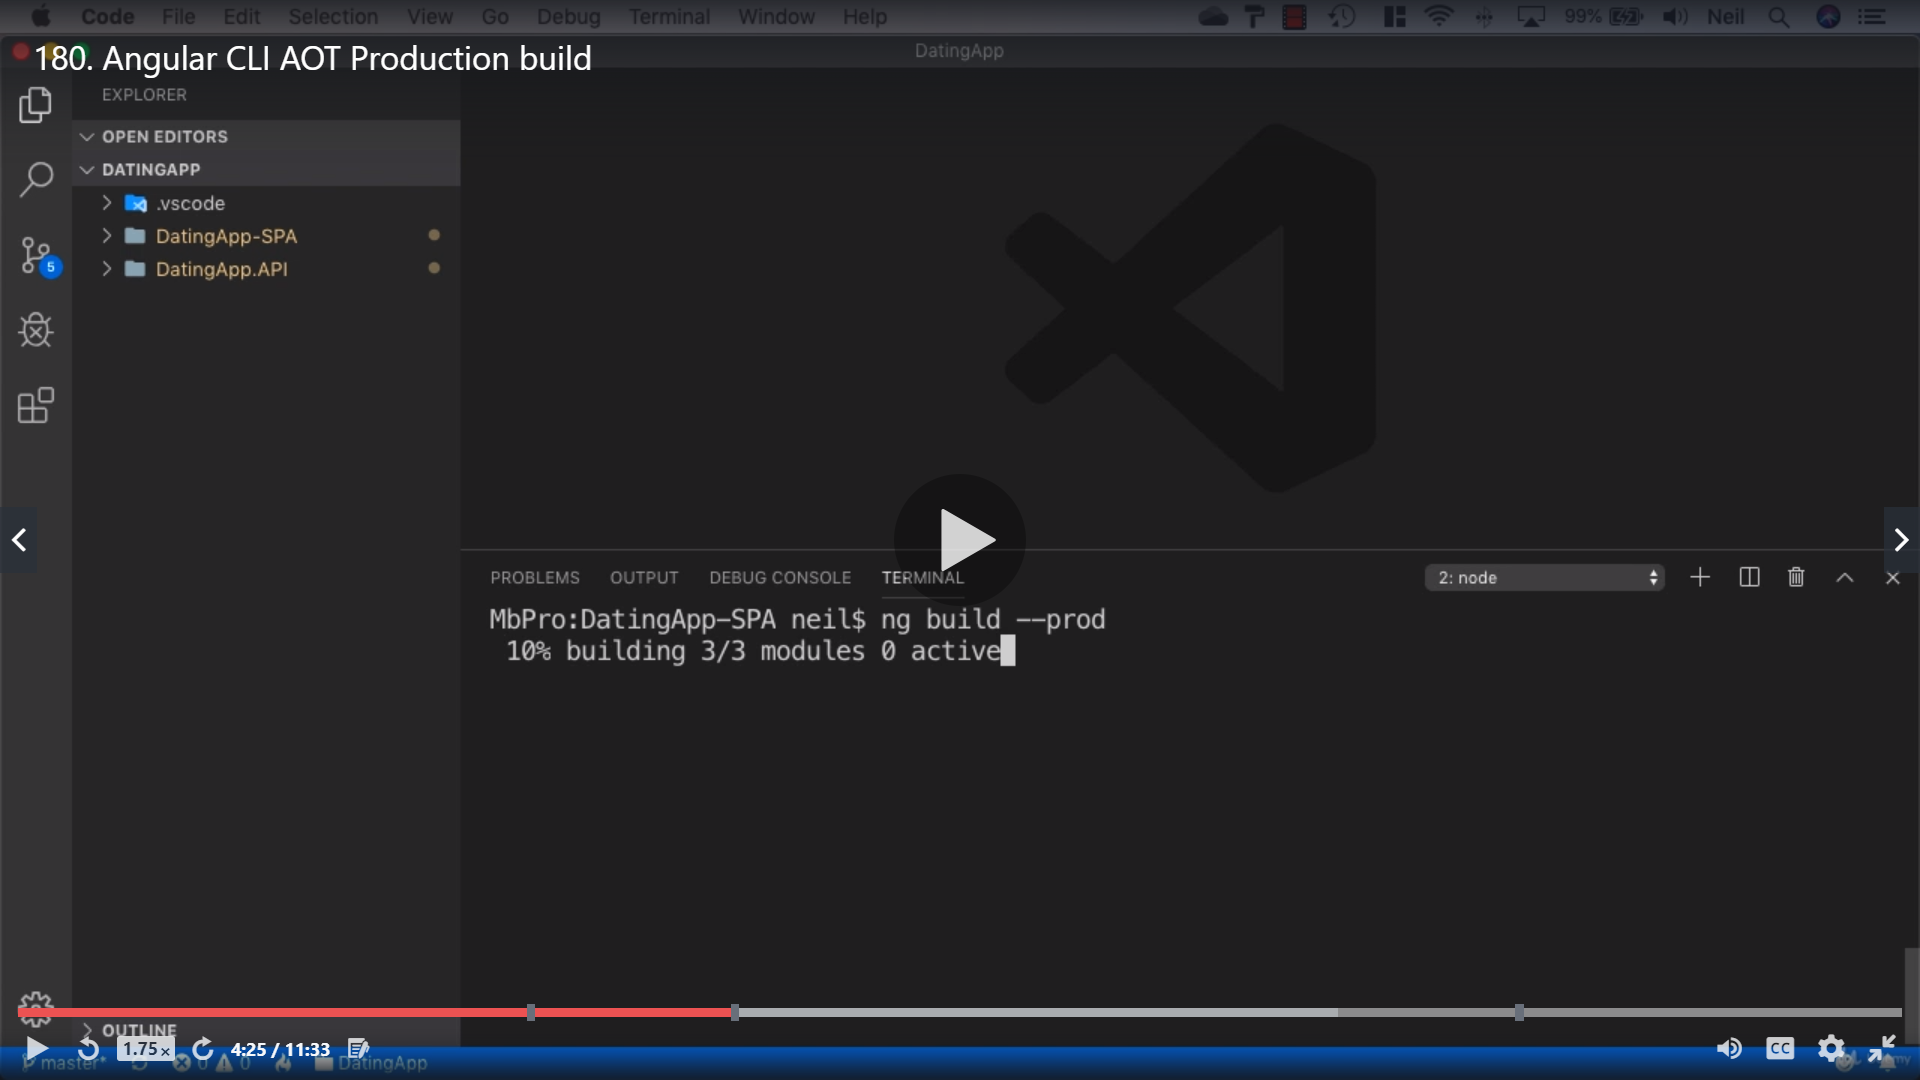 Code File Edit Selection View Go Debug Terminal Window Help 99% Neil
180. Angular CLI AOT Production build
DatingApp
EXPLORER
OPEN EDITORS
DATINGAPP
.vscode
DatingApp-SPA
DatingApp.API
5
PROBLEMS OUTPUT DEBUG CONSOLE TERMINAL 2: node
MbPro:DatingApp-SPA neil$ ng build --prod
10% building 3/3 modules 0 active
OUTLINE
1.75x 4:25 / 11:33 CC
master* 0 0 DatingApp